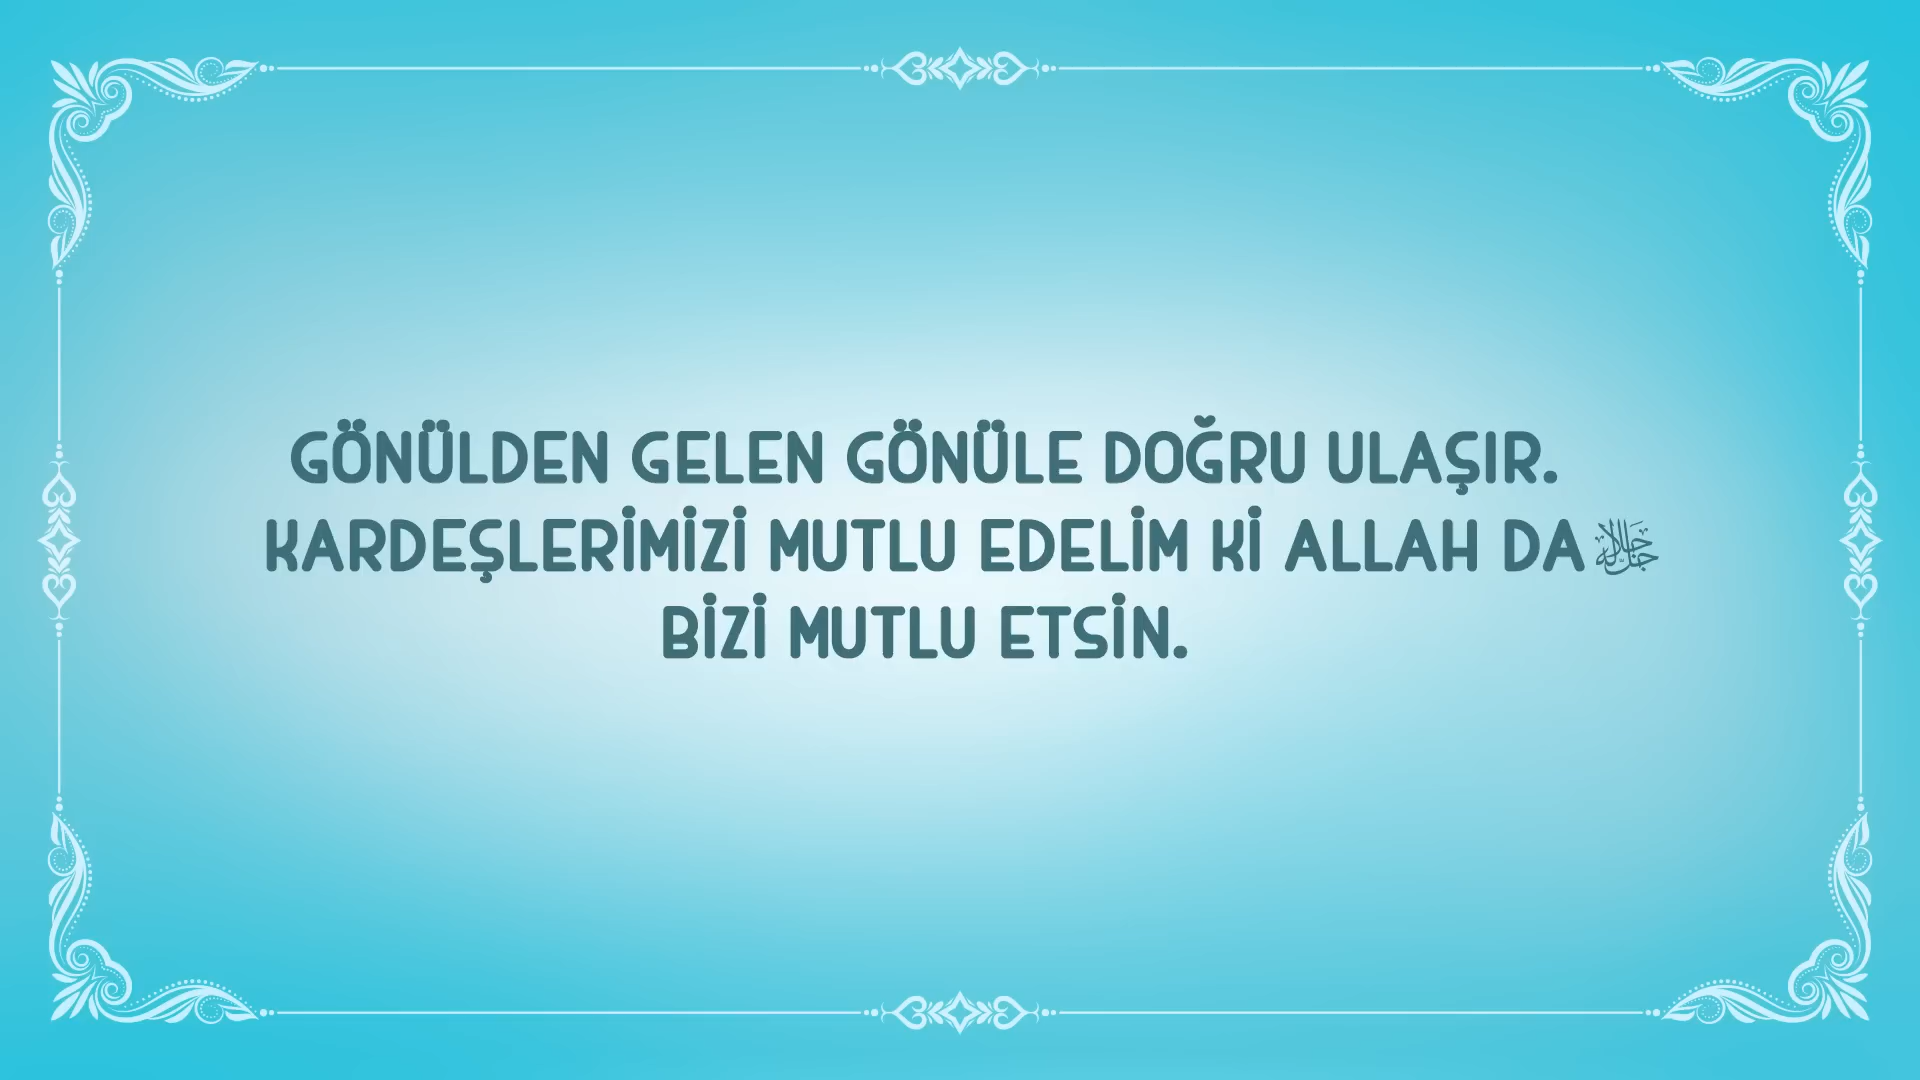 GÖNÜLDEN GELEN GÖNÜLE DOĞRU ULAŞIR.
KARDEŞLERİMİZİ MUTLU EDELİM Kİ ALLAH DA ﷻ
BİZİ MUTLU ETSİN.